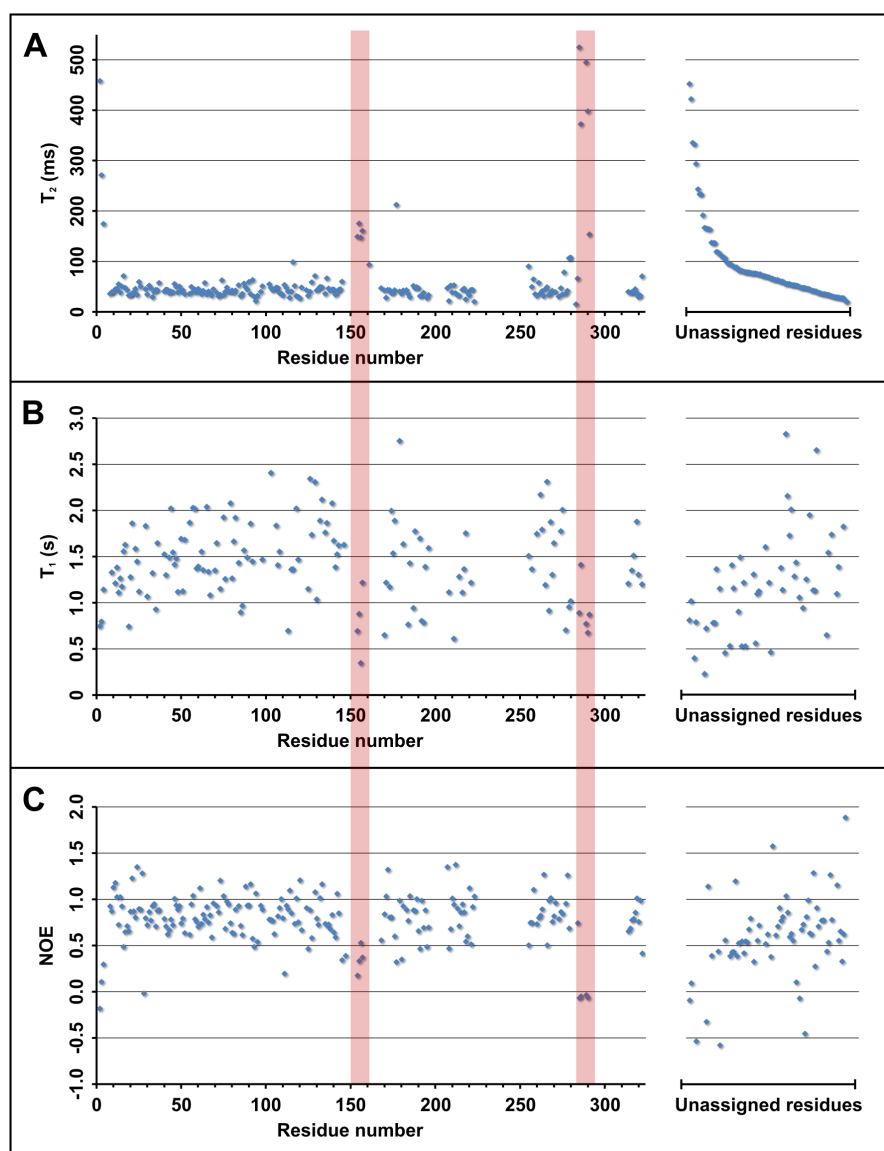 A
T₂ (ms)
500
400
300
200
100
0
0 50 100 150 200 250 300
Residue number
Unassigned residues
B
T₁ (s)
3.0
2.5
2.0
1.5
1.0
0.5
0
0 50 100 150 200 250 300
Residue number
Unassigned residues
C
NOE
2.0
1.5
1.0
0.5
0.0
-0.5
-1.0
0 50 100 150 200 250 300
Residue number
Unassigned residues